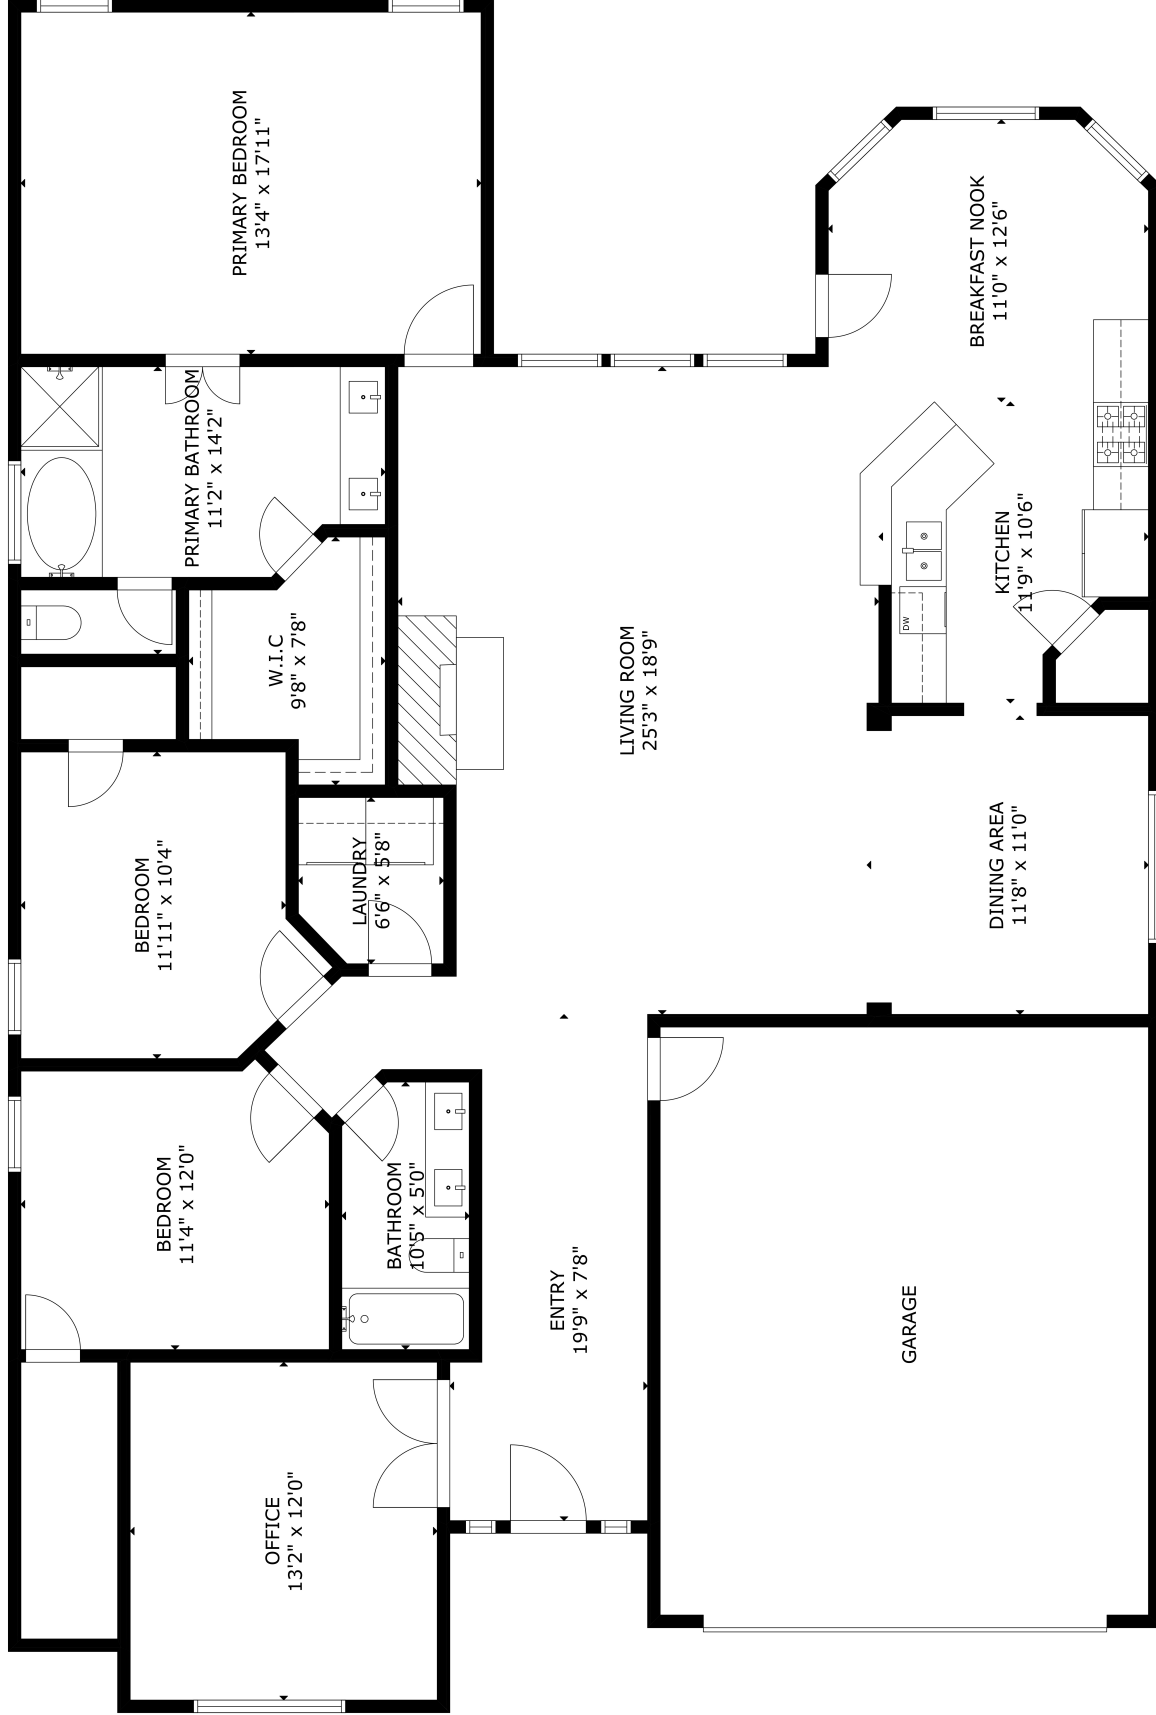 PRIMARY BEDROOM
13'4" x 17'11"
BREAKFAST NOOK
11'0" x 12'6"
PRIMARY BATHROOM
11'2" x 14'2"
KITCHEN
11'9" x 10'6"
DW
W.I.C
9'8" x 7'8"
LIVING ROOM
25'3" x 18'9"
DINING AREA
11'8" x 11'0"
LAUNDRY
6'6" x 5'8"
BEDROOM
11'11" x 10'4"
BEDROOM
11'4" x 12'0"
BATHROOM
10'5" x 5'0"
ENTRY
19'9" x 7'8"
GARAGE
OFFICE
13'2" x 12'0"